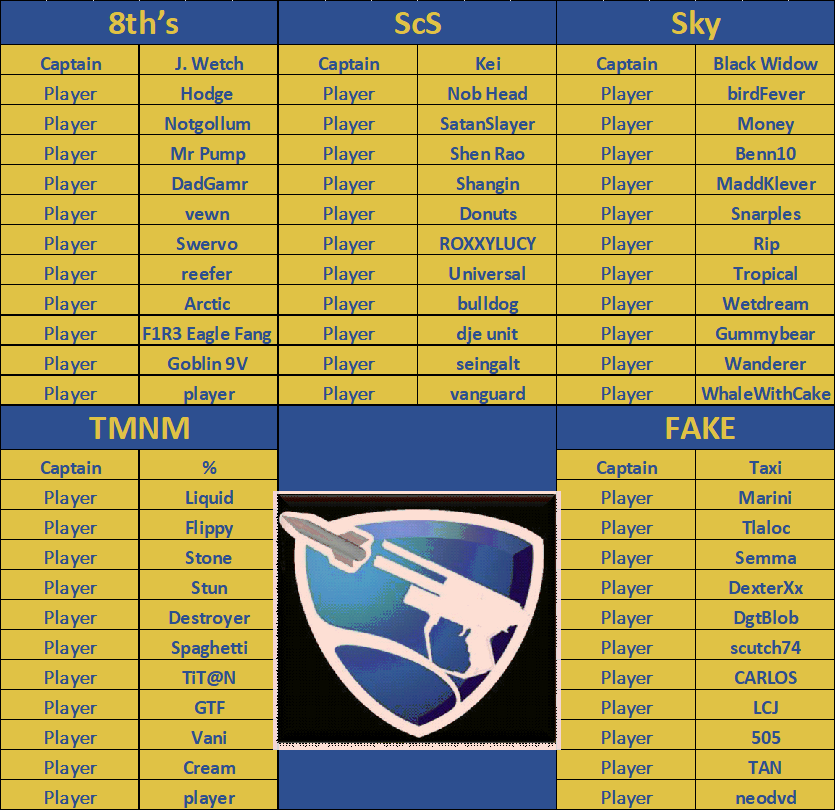 8th's ScS Sky
Captain J. Wetch Captain Kei Captain Black Widow
Player Hodge Player Nob Head Player birdFever
Player Notgollum Player SatanSlayer Player Money
Player Mr Pump Player Shen Rao Player Benn10
Player DadGamr Player Shangin Player MaddKlever
Player vewn Player Donuts Player Snarples
Player Swervo Player ROXXYLUCY Player Rip
Player reefer Player Universal Player Tropical
Player Arctic Player bulldog Player Wetdream
Player F1R3 Eagle Fang Player dje unit Player Gummybear
Player Goblin 9V Player seingalt Player Wanderer
Player player Player vanguard Player WhaleWithCake
TMNM FAKE
Captain % Captain Taxi
Player Liquid Player Marini
Player Flippy Player Tlaloc
Player Stone Player Semma
Player Stun Player DexterXx
Player Destroyer Player DgtBlob
Player Spaghetti Player scutch74
Player TiT@N Player CARLOS
Player GTF Player LCJ
Player Vani Player 505
Player Cream Player TAN
Player player Player neodvd